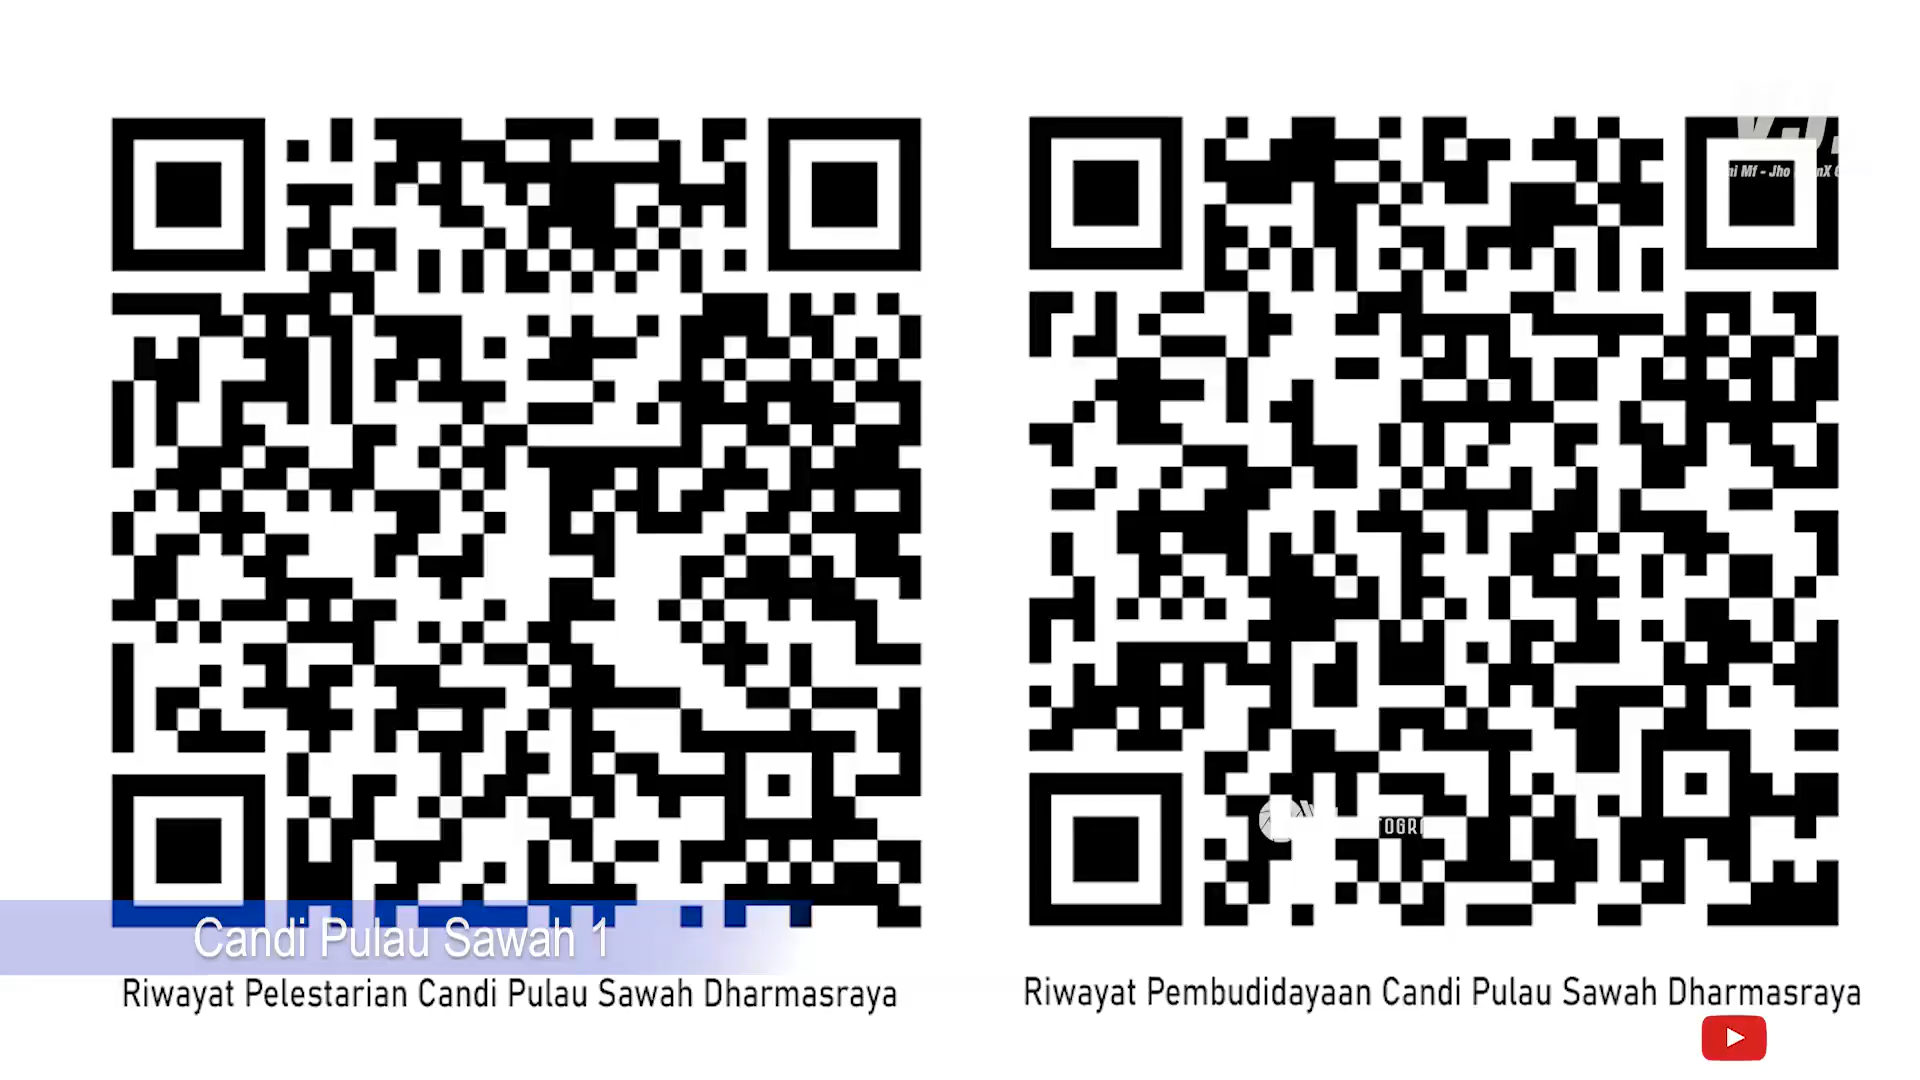 Candi Pulau Sawah 1
Riwayat Pelestarian Candi Pulau Sawah Dharmasraya
Riwayat Pembudidayaan Candi Pulau Sawah Dharmasraya